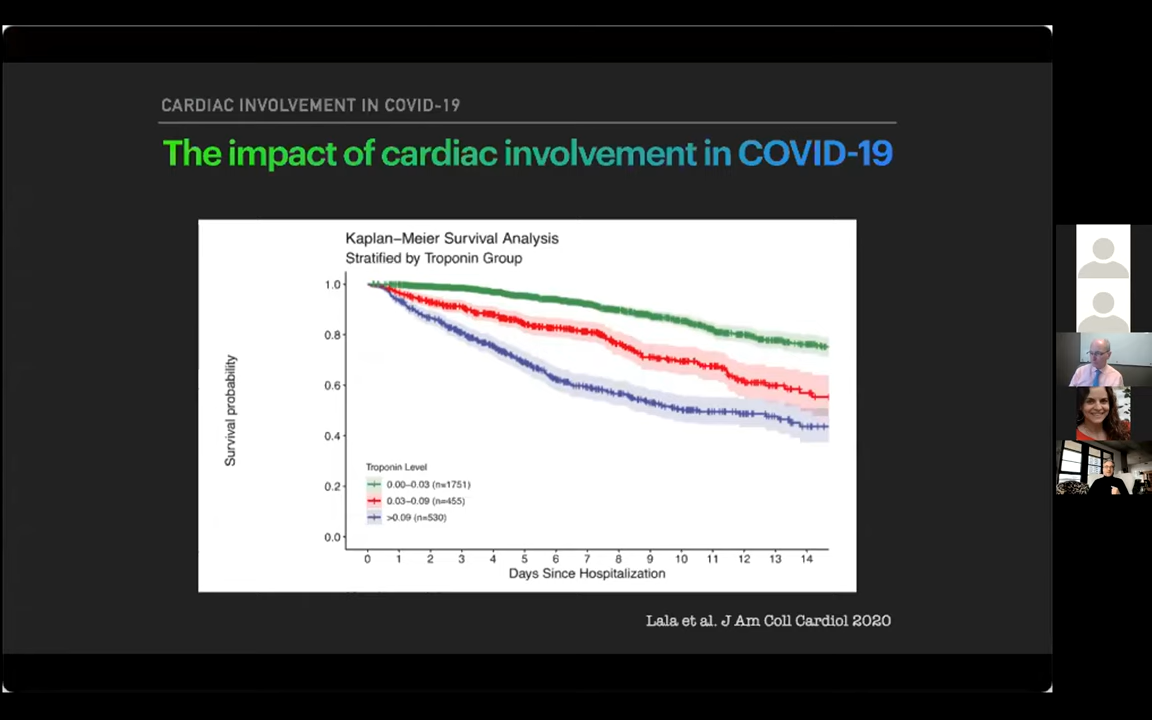 CARDIAC INVOLVEMENT IN COVID-19
The impact of cardiac involvement in COVID-19
Kaplan–Meier Survival Analysis
Stratified by Troponin Group
1.0
0.8
0.6
0.4
0.2
0.0
Survival probability
Troponin Level
0.00–0.03 (n=1751)
0.03–0.09 (n=455)
>0.09 (n=530)
0 1 2 3 4 5 6 7 8 9 10 11 12 13 14
Days Since Hospitalization
Lala et al. J Am Coll Cardiol 2020